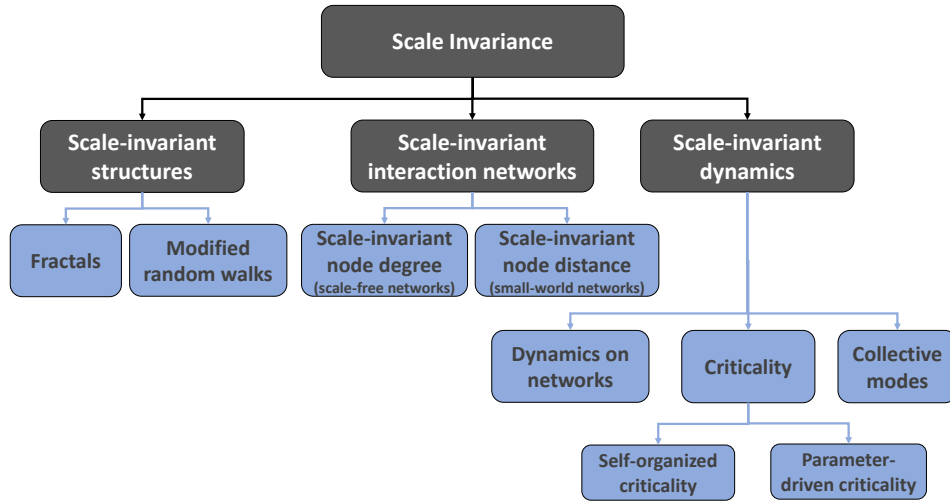 Scale Invariance
Scale-invariant
structures
Scale-invariant
interaction networks
Scale-invariant
dynamics
Fractals
Modified
random walks
Scale-invariant
node degree
(scale-free networks)
Scale-invariant
node distance
(small-world networks)
Dynamics on
networks
Criticality
Collective
modes
Self-organized
criticality
Parameter-
driven criticality